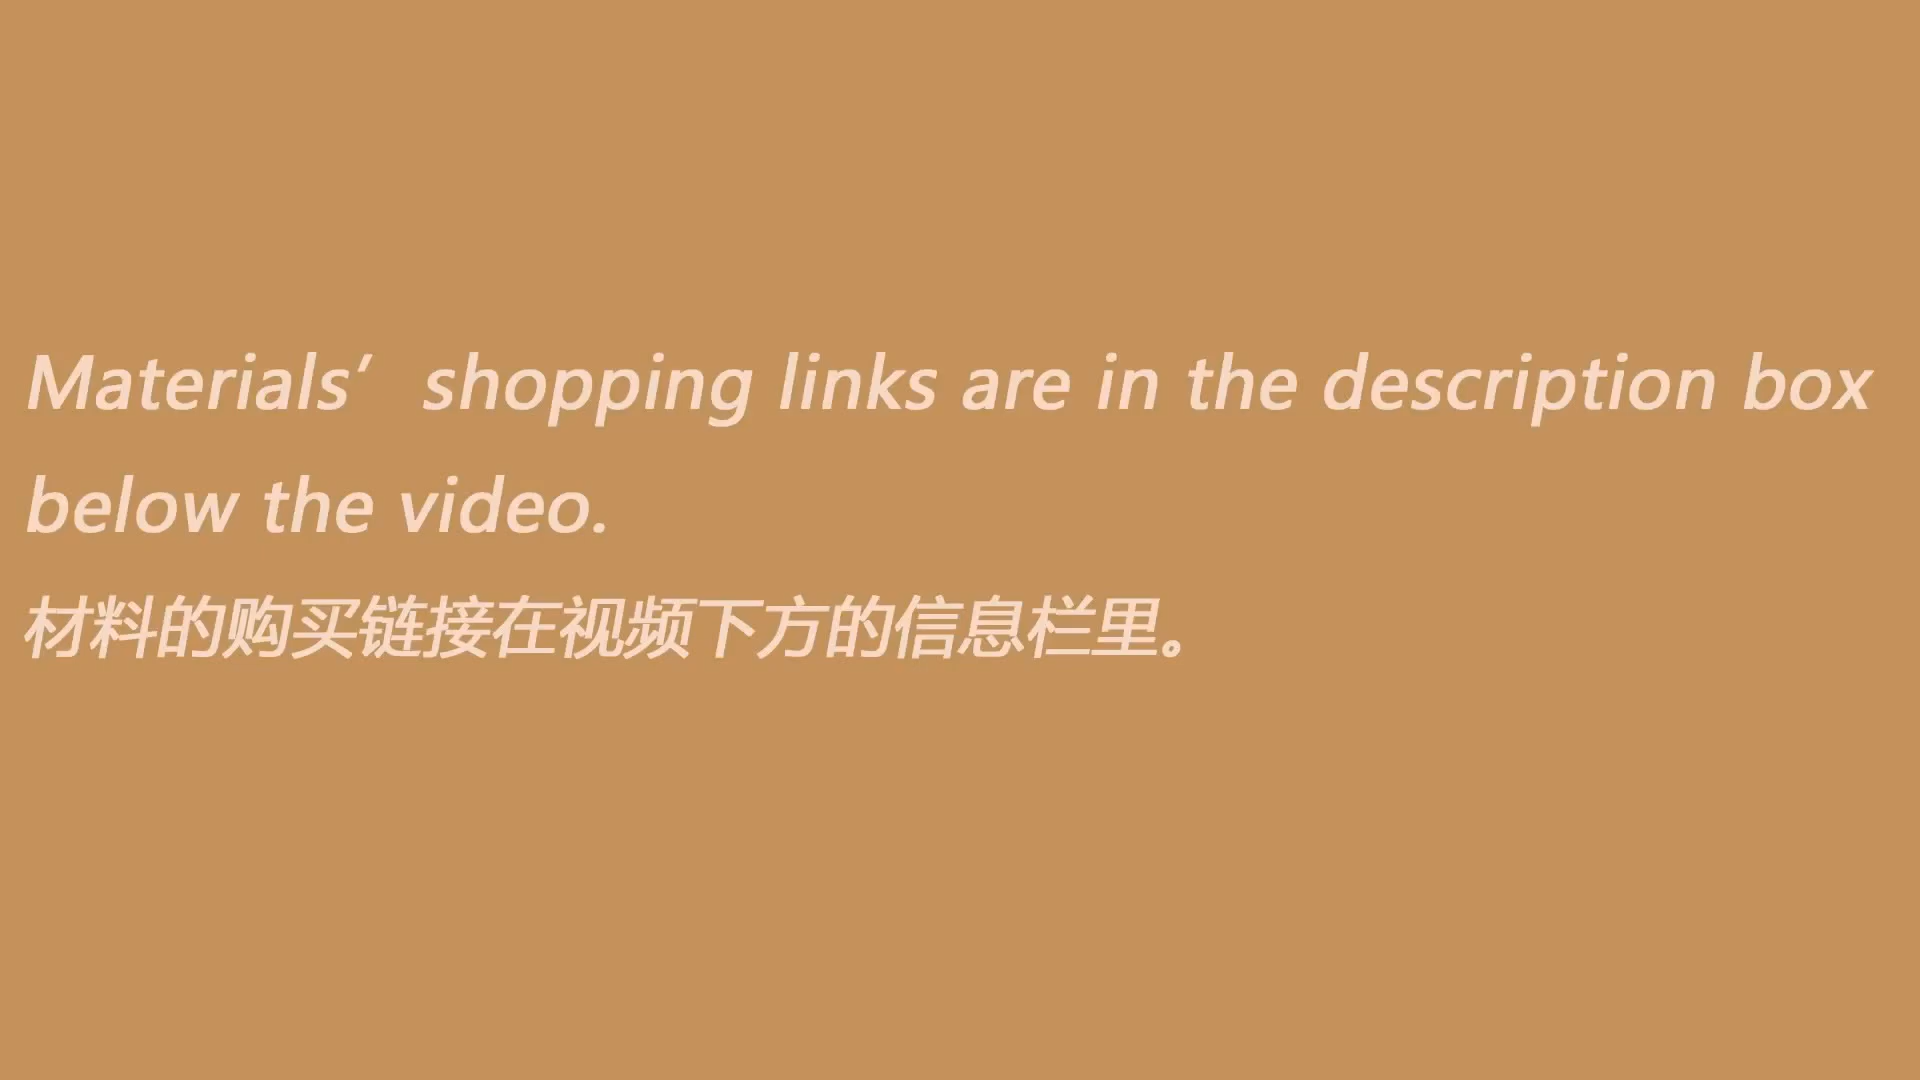 Materials’ shopping links are in the description box
below the video.
材料的购买链接在视频下方的信息栏里。